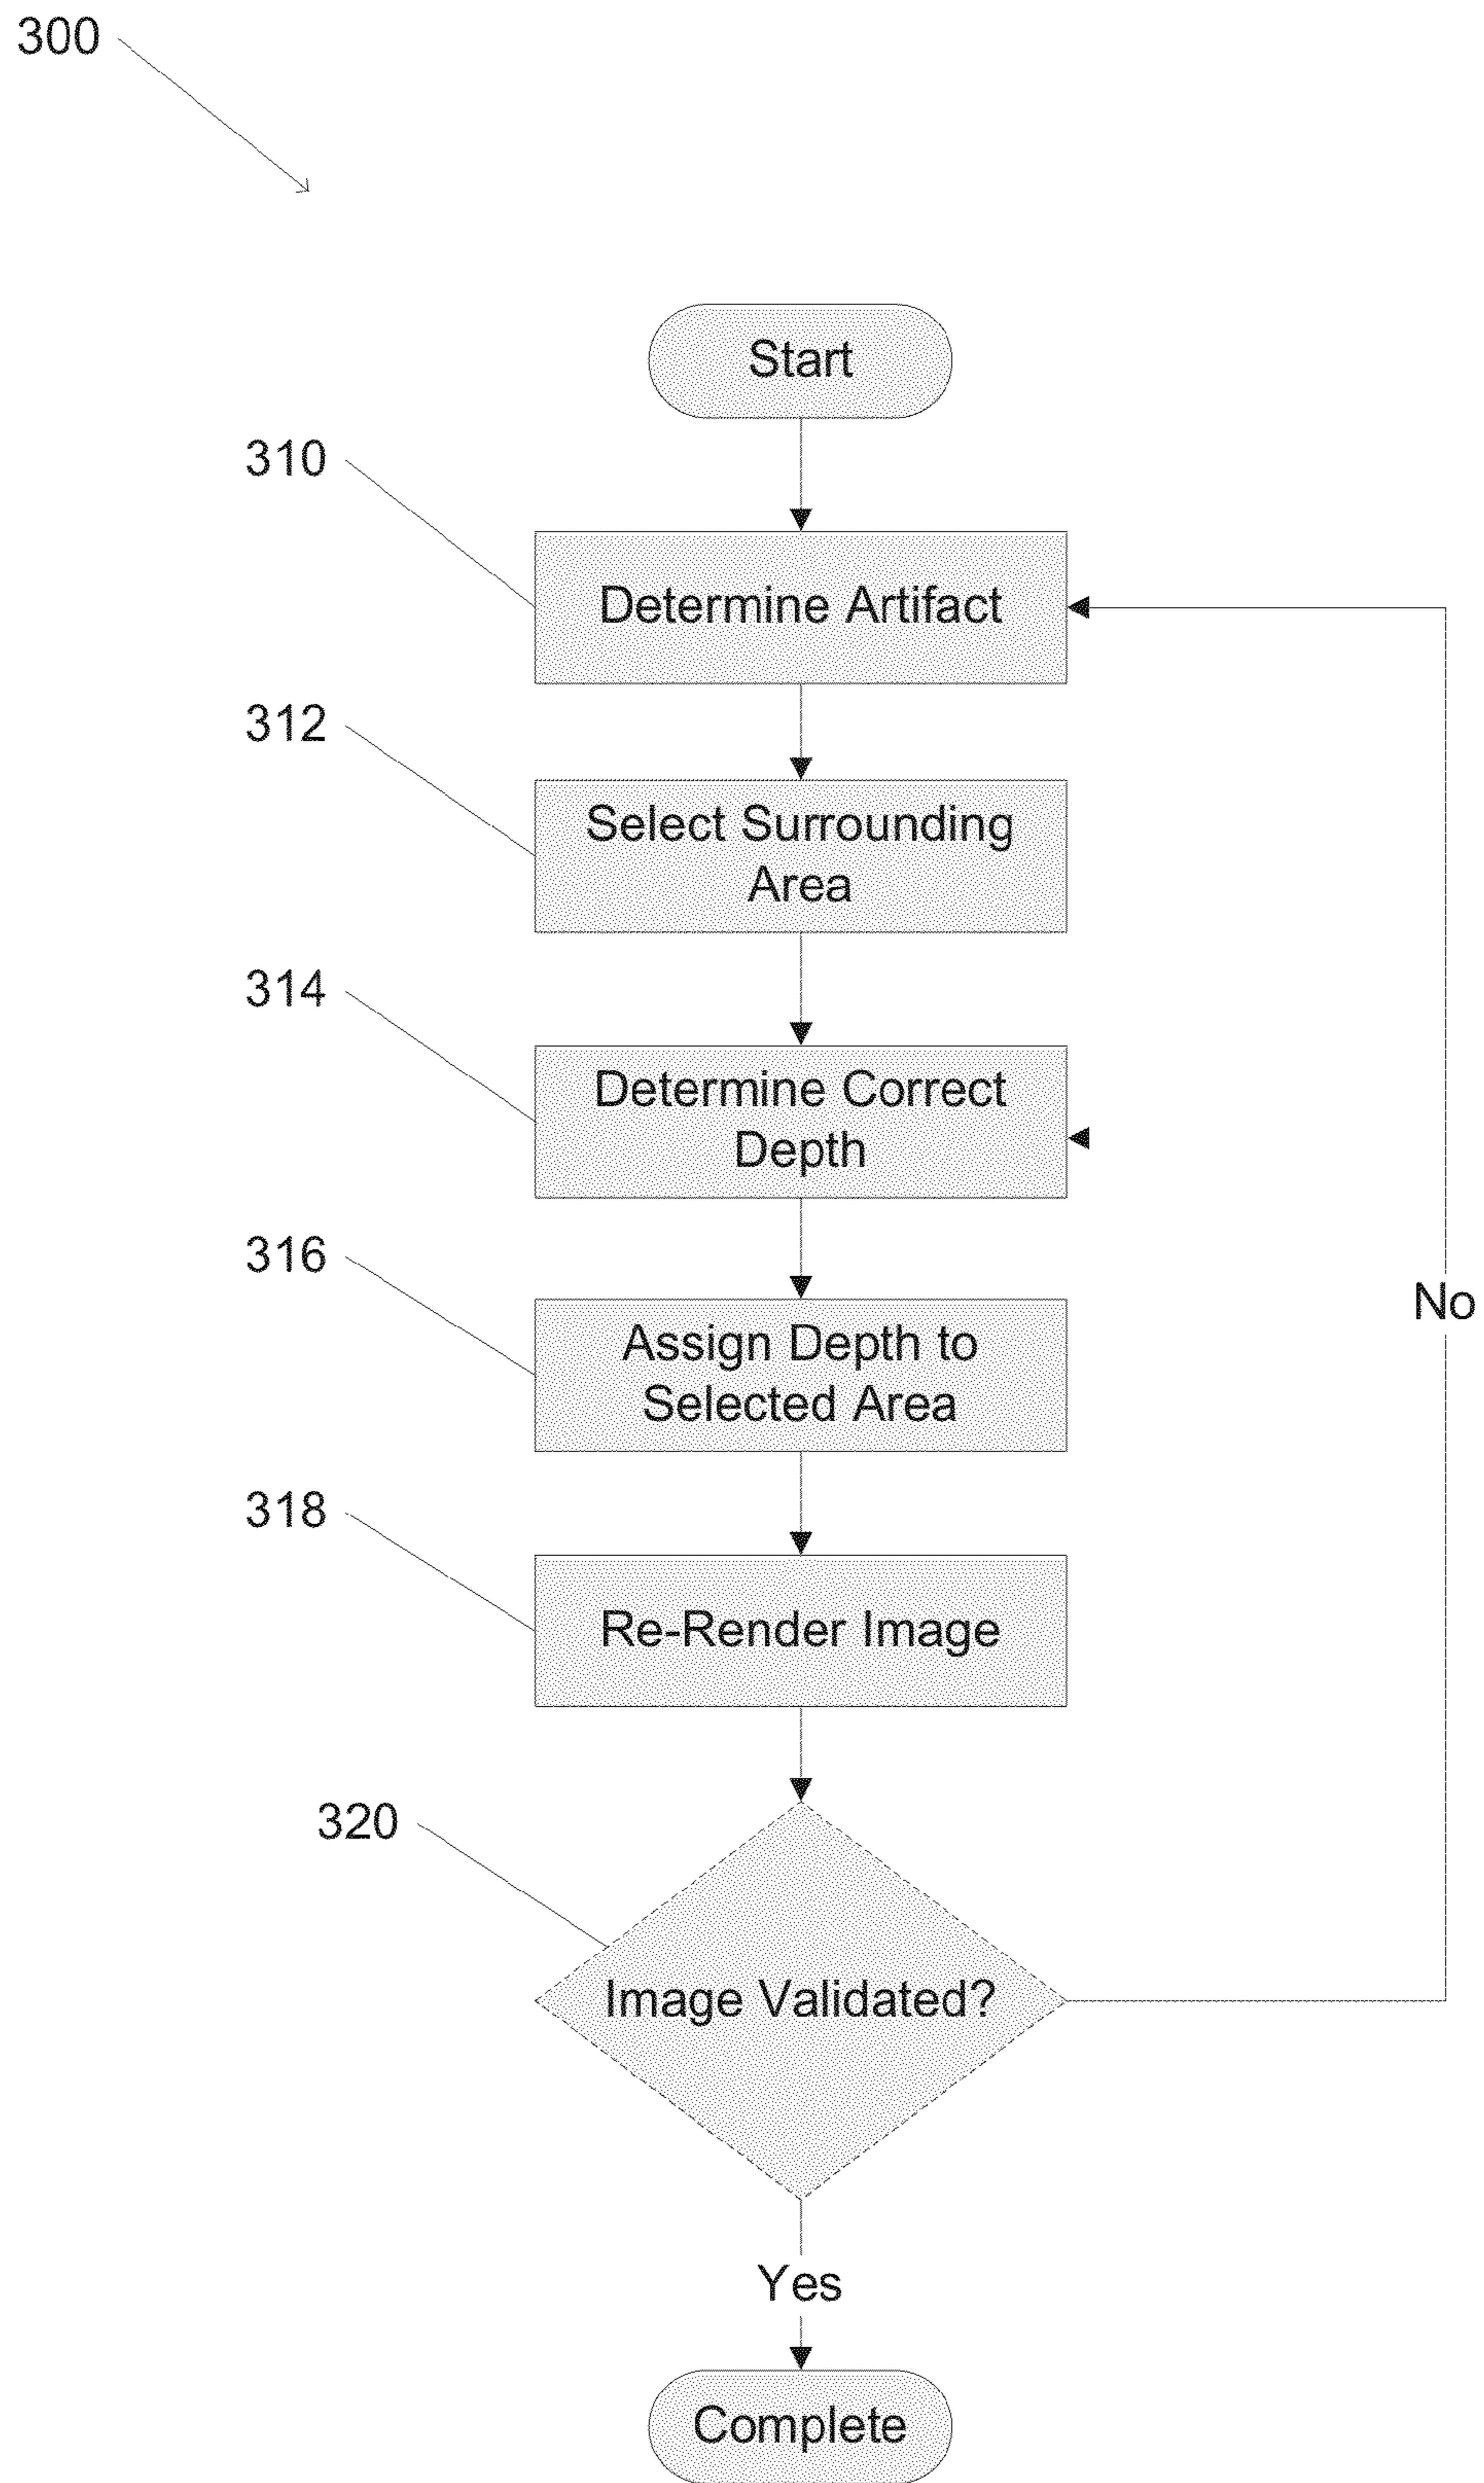 300
Start
310
Determine Artifact
312
Select Surrounding
Area
314
Determine Correct
Depth
316
Assign Depth to
Selected Area
No
318
Re-Render Image
320
Image Validated?
Yes
Complete